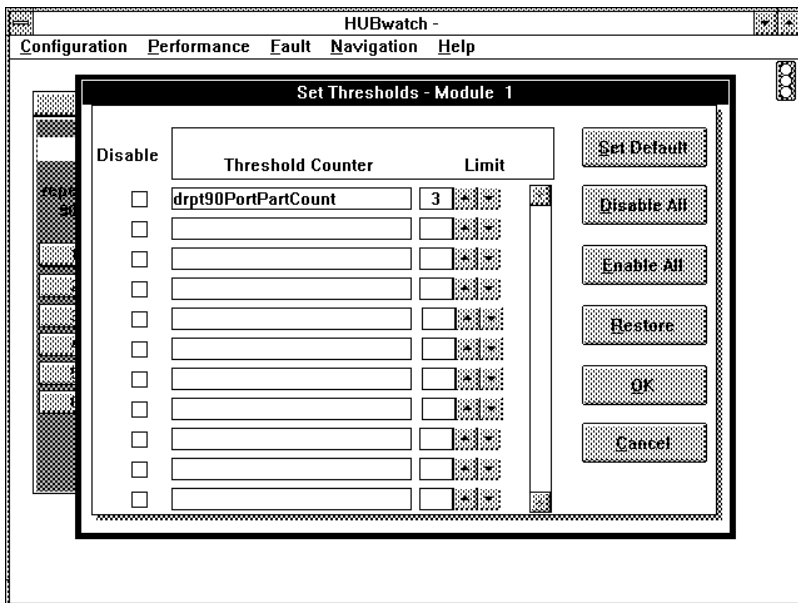 HUBwatch -
Configuration Performance Fault Navigation Help
Set Thresholds - Module 1
Disable
Threshold Counter Limit
drpt90PortPartCount 3
Set Default
Disable All
Enable All
Restore
OK
Cancel